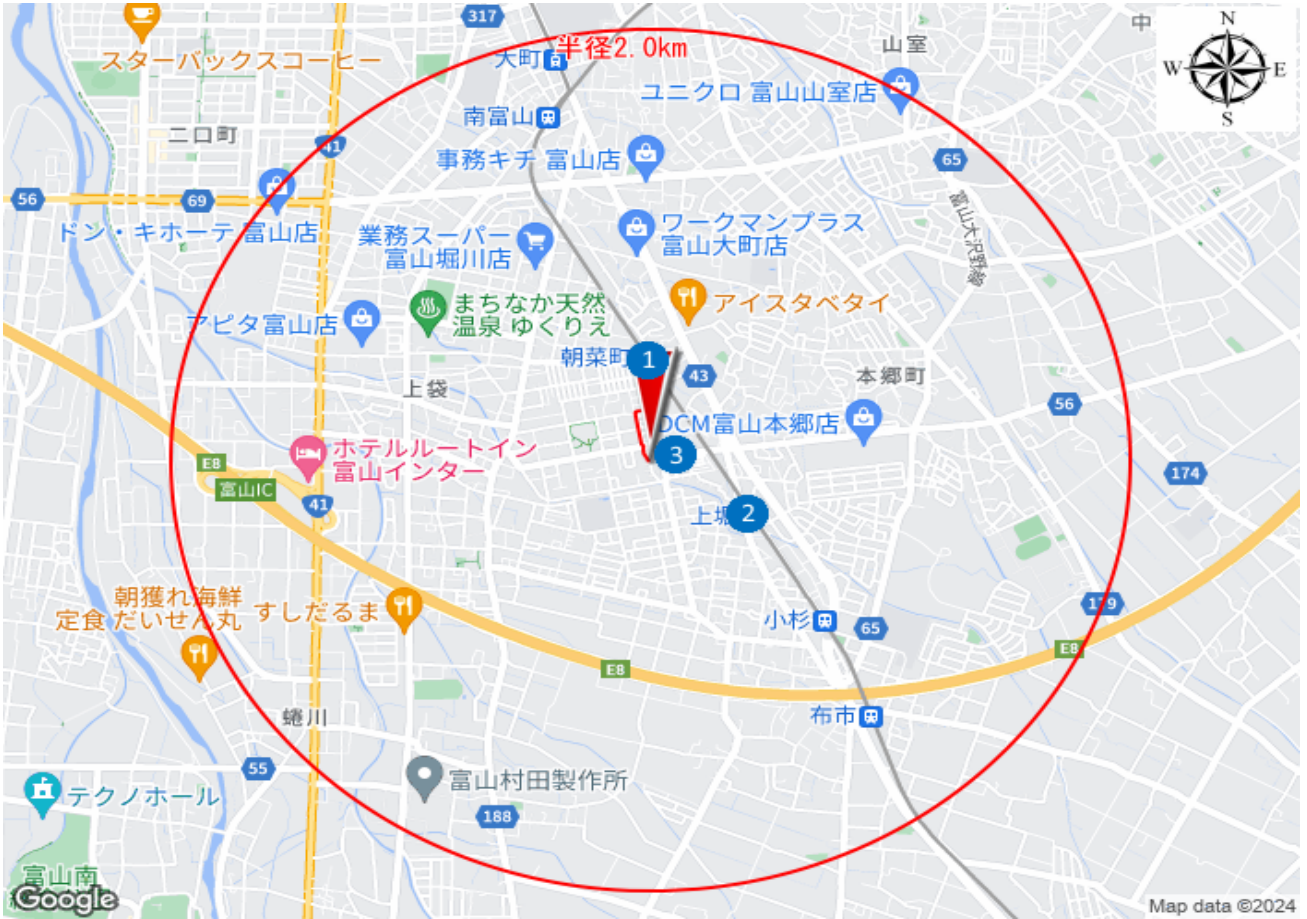 317
中
N
W
E
S
スターバックスコーヒー
大町
半径2.0km
山室
ユニクロ 富山山室店
南富山
二口町
41
事務キチ 富山店
65
56
69
富山大沢野線
ドン・キホーテ 富山店
業務スーパー
富山堀川店
ワークマンプラス
富山大町店
アピタ富山店
まちなか天然
温泉 ゆくりえ
アイスタベタイ
朝菜町
1
43
上袋
本郷町
56
DCM富山本郷店
ホテルルートイン
富山インター
3
E8
富山IC
41
174
上堀
2
朝獲れ海鮮
定食 だいせん丸
すしだるま
小杉
65
179
E8
E8
蜷川
布市
55
富山村田製作所
テクノホール
188
富山南
Google
Map data ©2024